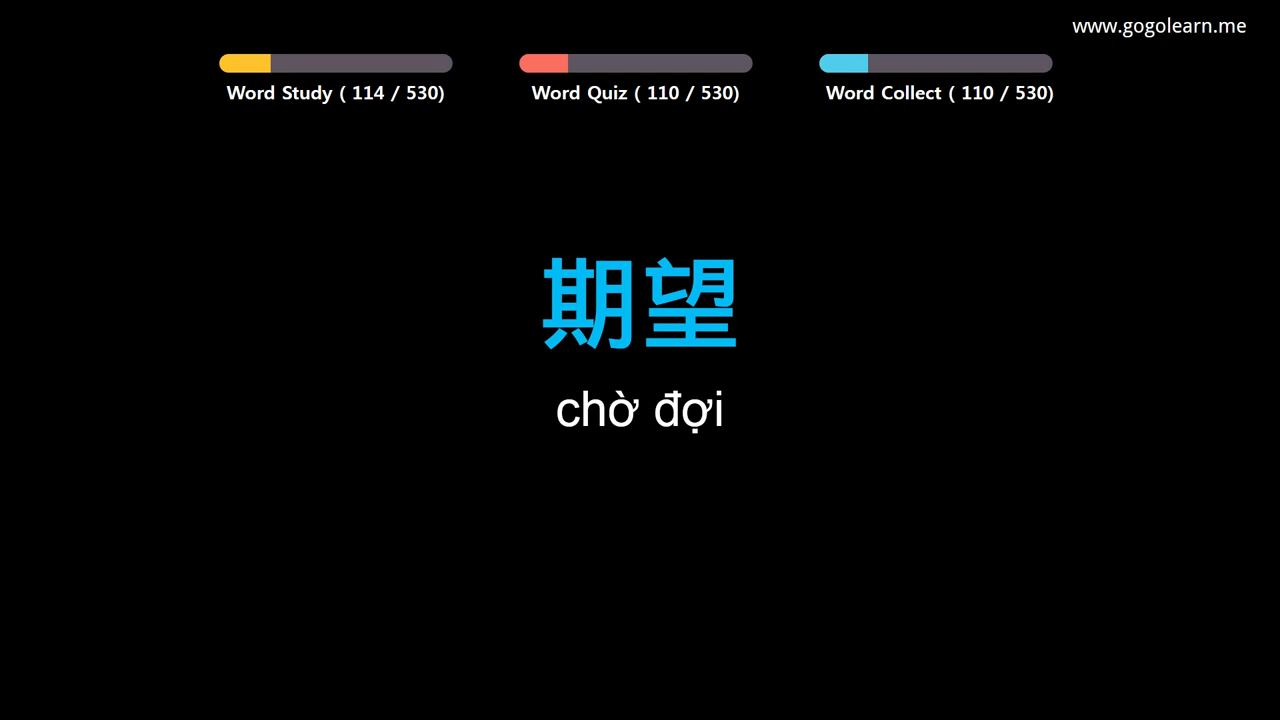 www.gogolearn.me
Word Study ( 114 / 530)
Word Quiz ( 110 / 530)
Word Collect ( 110 / 530)
期望
chờ đợi